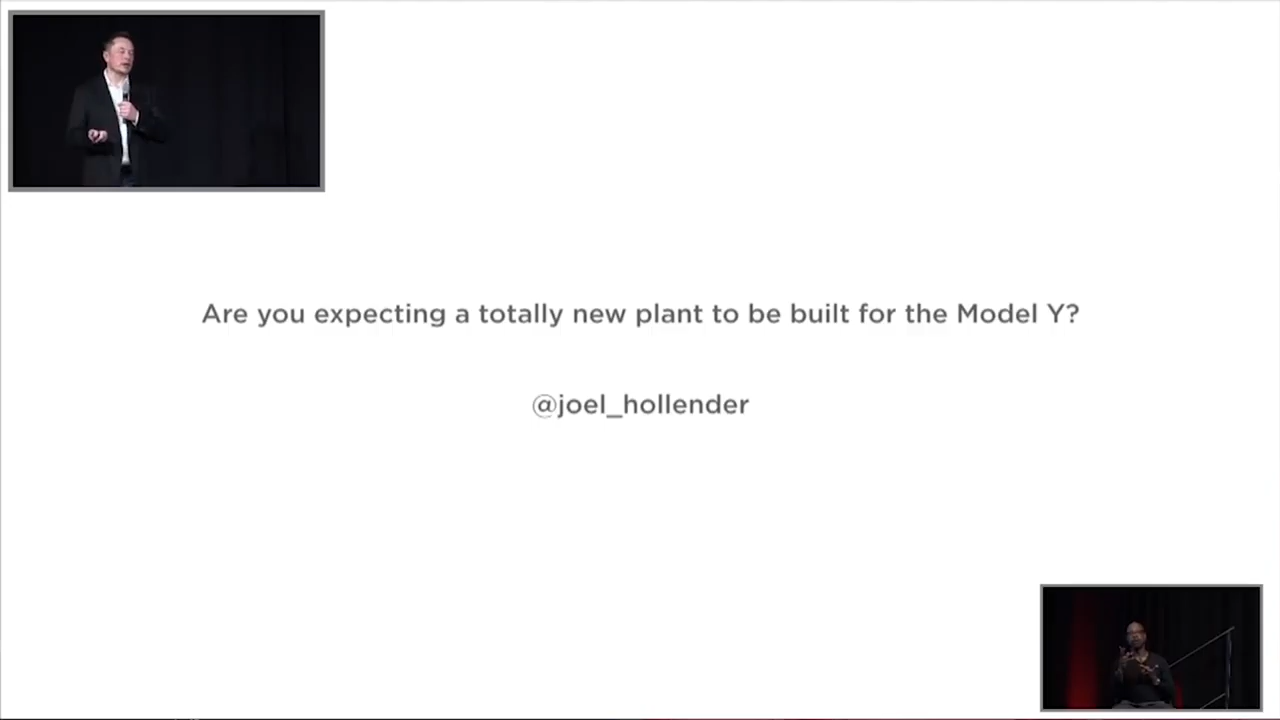 Are you expecting a totally new plant to be built for the Model Y?
@joel_hollender